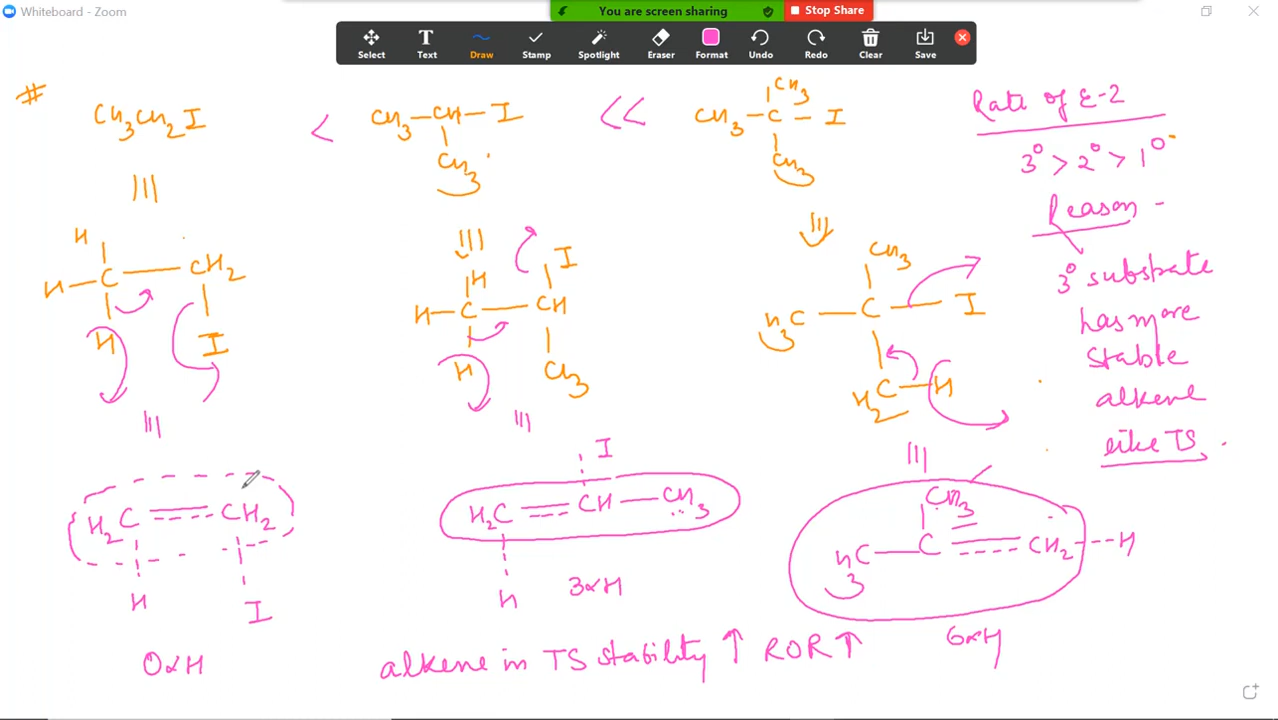 Whiteboard - Zoom
You are screen sharing
Stop Share
Select Text Draw Stamp Spotlight Eraser Format Undo Redo Clear Save
#
CH3CH2I < CH3—CH—I << CH3—C—I
CH3
CH3
CH3
Rate of E-2
3° > 2° > 1°
Reason -
3° substrate
has more
stable
alkene
like TS.
H
H—C—CH2
H I
H I
H—C—CH
H CH3
CH3
H3C—C—I
H2C—H
H2C=CH2
H I
0αH
I
H2C=CH—CH3
H
3αH
CH3
H3C—C=CH2---H
6αH
alkene in TS stability ↑ ROR ↑